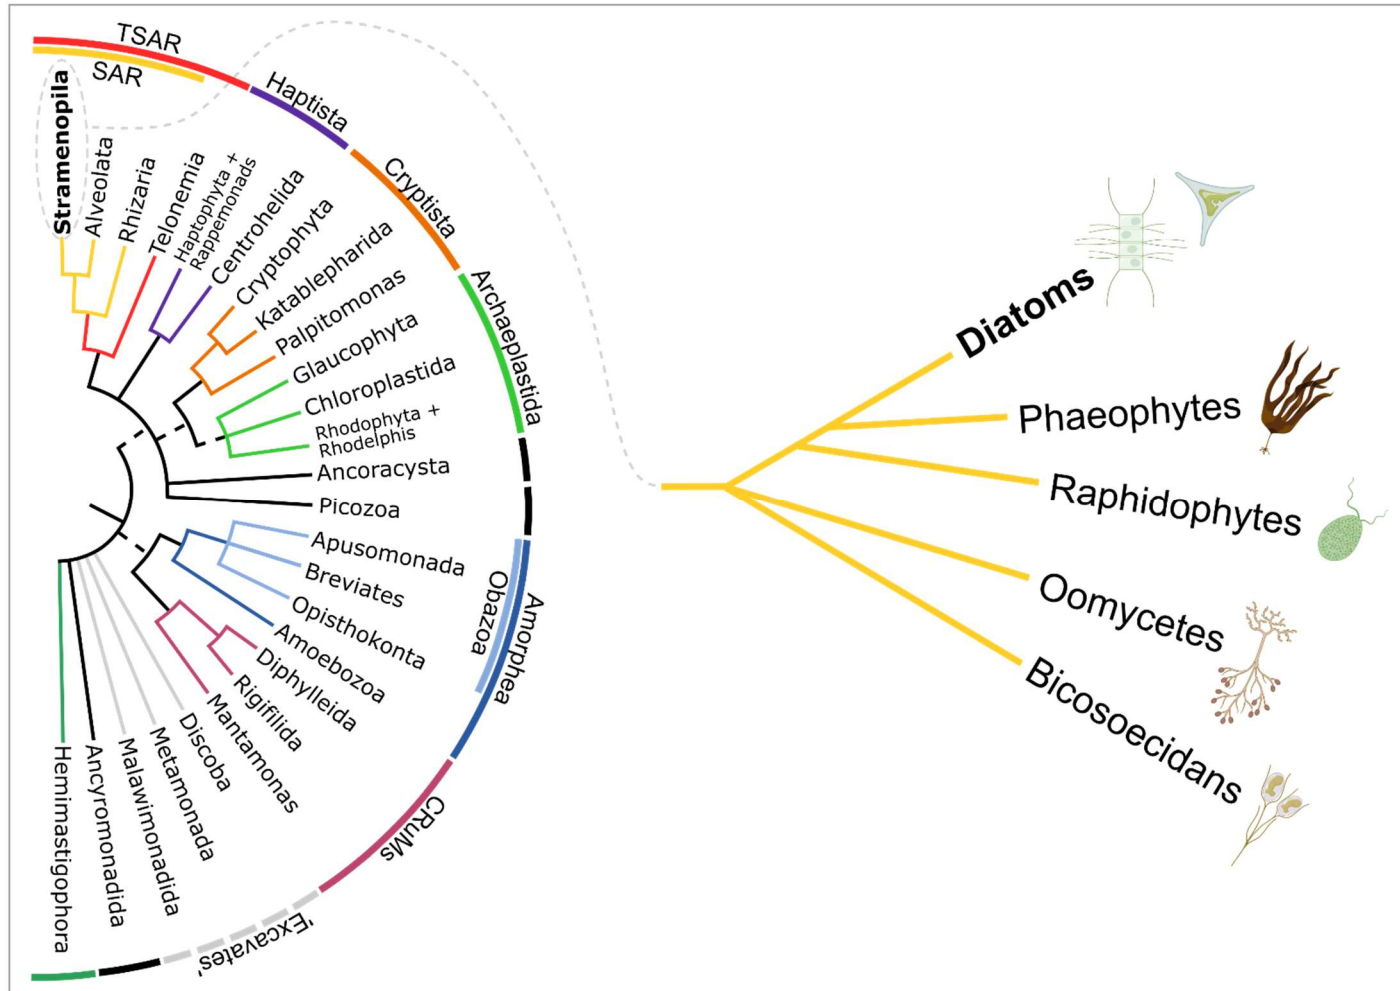 TSAR
SAR
Haptista
Cryptista
Archaeplastida
Amorphea
Obazoa
CRuMs
'Excavates'
Stramenopila
Alveolata
Rhizaria
Telonemia
Haptophyta +
Rappemonads
Centrohelida
Cryptophyta
Katablepharida
Palpitomonas
Glaucophyta
Chloroplastida
Rhodophyta +
Rhodelphis
Ancoracysta
Picozoa
Apusomonada
Breviates
Opisthokonta
Amoebozoa
Diphylleida
Rigifilida
Mantamonas
Discoba
Metamonada
Malawimonadida
Ancyromonadida
Hemimastigophora
Diatoms
Phaeophytes
Raphidophytes
Oomycetes
Bicosoecidans